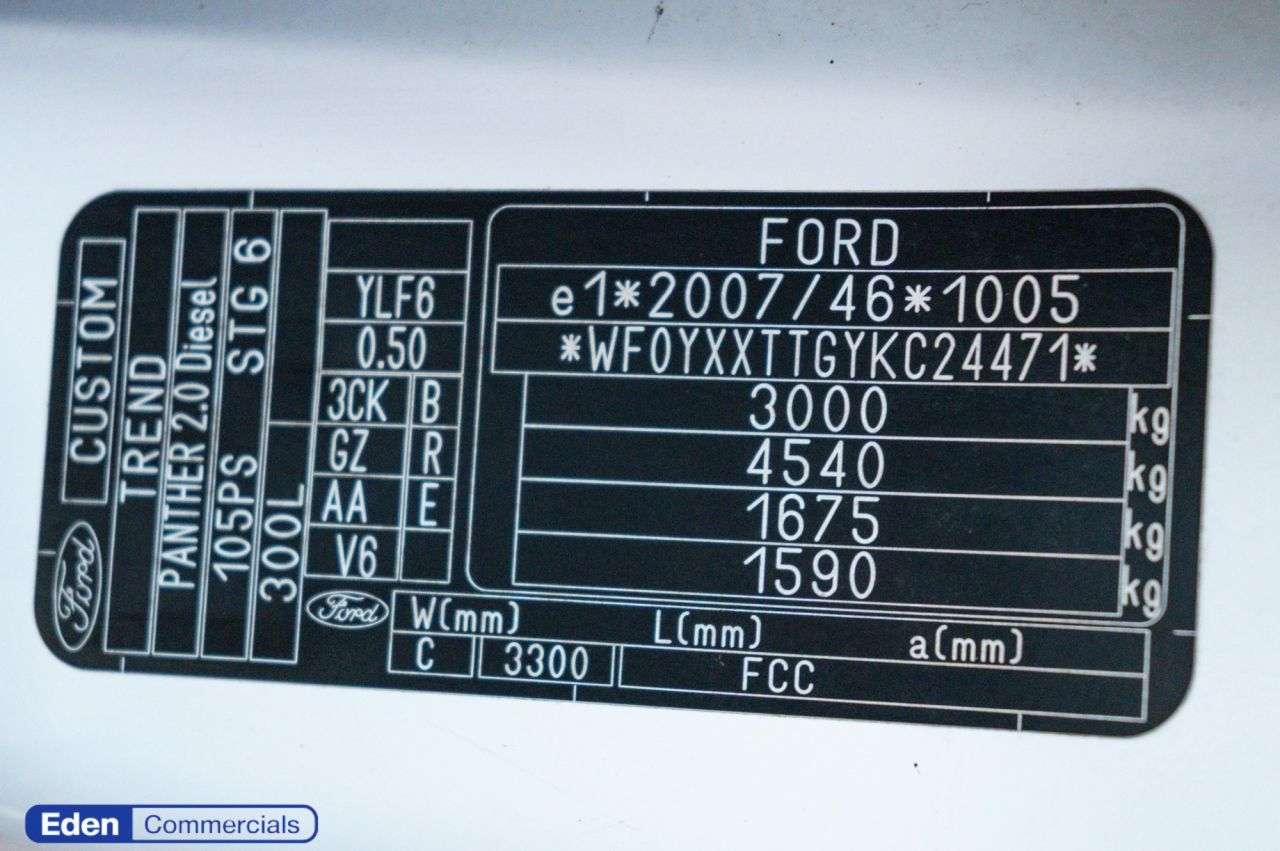 FORD
e1*2007/46*1005
*WF0YXXTTGYKC24471*
3000 kg
4540 kg
1675 kg
1590 kg
YLF6
0.50
3CK B
GZ R
AA E
V6
Ford
W(mm) L(mm) a(mm)
C 3300 FCC
Ford CUSTOM
TREND
PANTHER 2.0 Diesel
105PS STG 6
300L
Eden Commercials